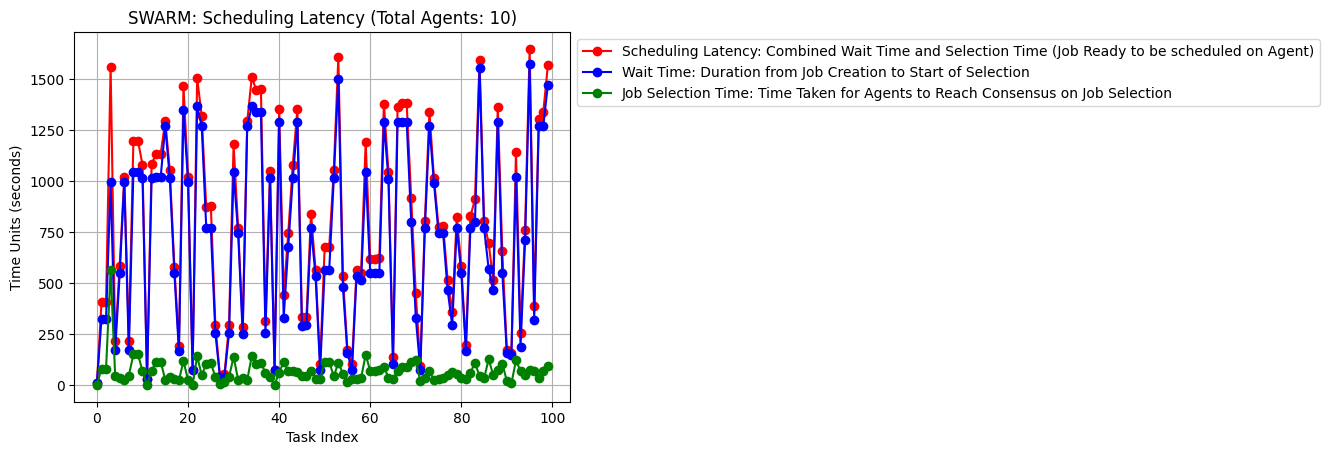 SWARM: Scheduling Latency (Total Agents: 10)
Scheduling Latency: Combined Wait Time and Selection Time (Job Ready to be scheduled on Agent)
Wait Time: Duration from Job Creation to Start of Selection
Job Selection Time: Time Taken for Agents to Reach Consensus on Job Selection
Time Units (seconds)
1500
1250
1000
750
500
250
0
0 20 40 60 80 100
Task Index